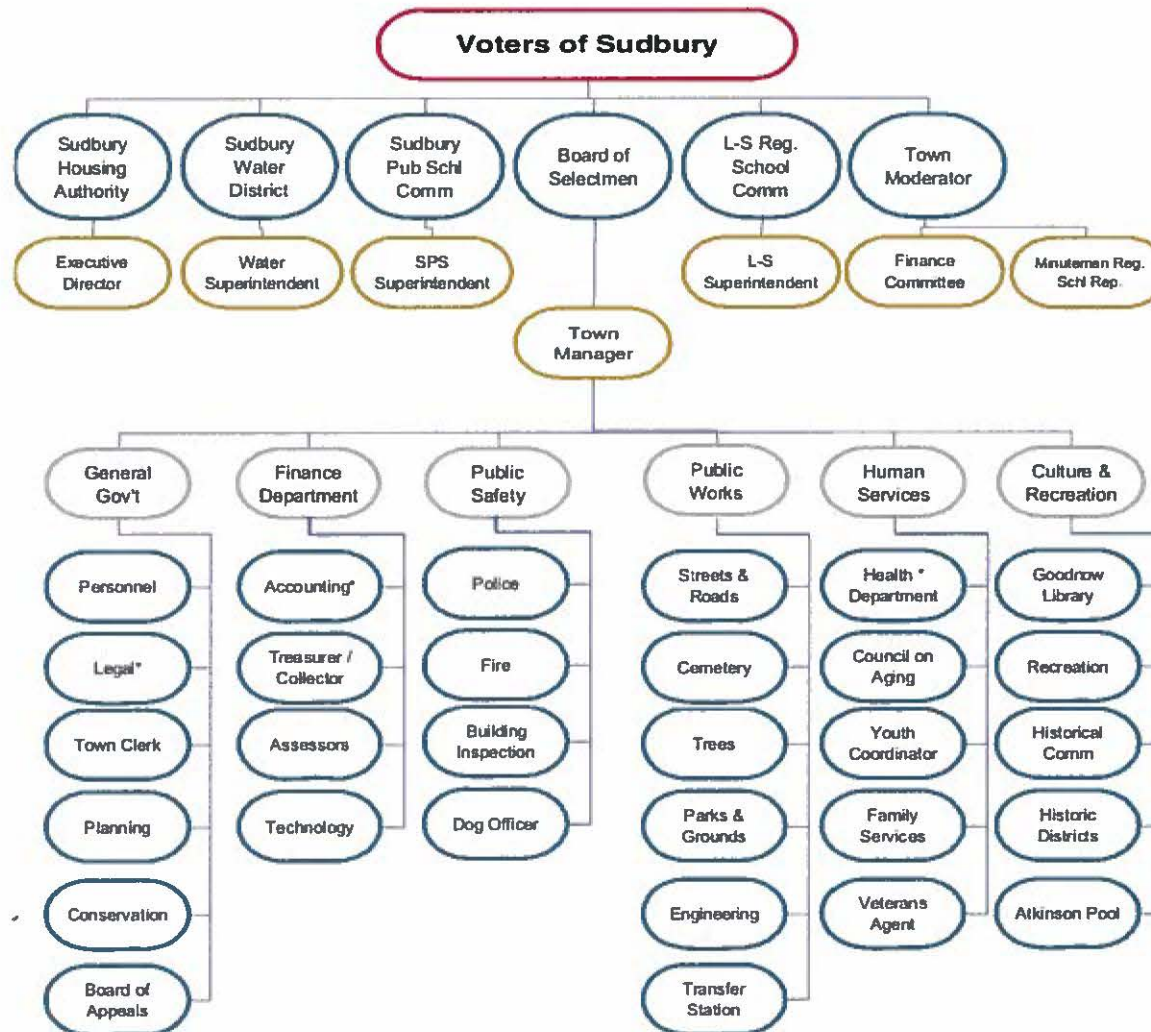 Voters of Sudbury
Sudbury
Housing
Authority
Sudbury
Water
District
Sudbury
Pub Schl
Comm
Board of
Selectmen
L-S Reg.
School
Comm
Town
Moderator
Executive
Director
Water
Superintendent
SPS
Superintendent
L-S
Superintendent
Finance
Committee
Minuteman Reg.
Schl Rep.
Town
Manager
General
Gov't
Finance
Department
Public
Safety
Public
Works
Human
Services
Culture &
Recreation
Personnel
Legal*
Town Clerk
Planning
Conservation
Board of
Appeals
Accounting*
Treasurer /
Collector
Assessors
Technology
Police
Fire
Building
Inspection
Dog Officer
Streets &
Roads
Cemetery
Trees
Parks &
Grounds
Engineering
Transfer
Station
Health *
Department
Council on
Aging
Youth
Coordinator
Family
Services
Veterans
Agent
Goodnow
Library
Recreation
Historical
Comm
Historic
Districts
Atkinson Pool